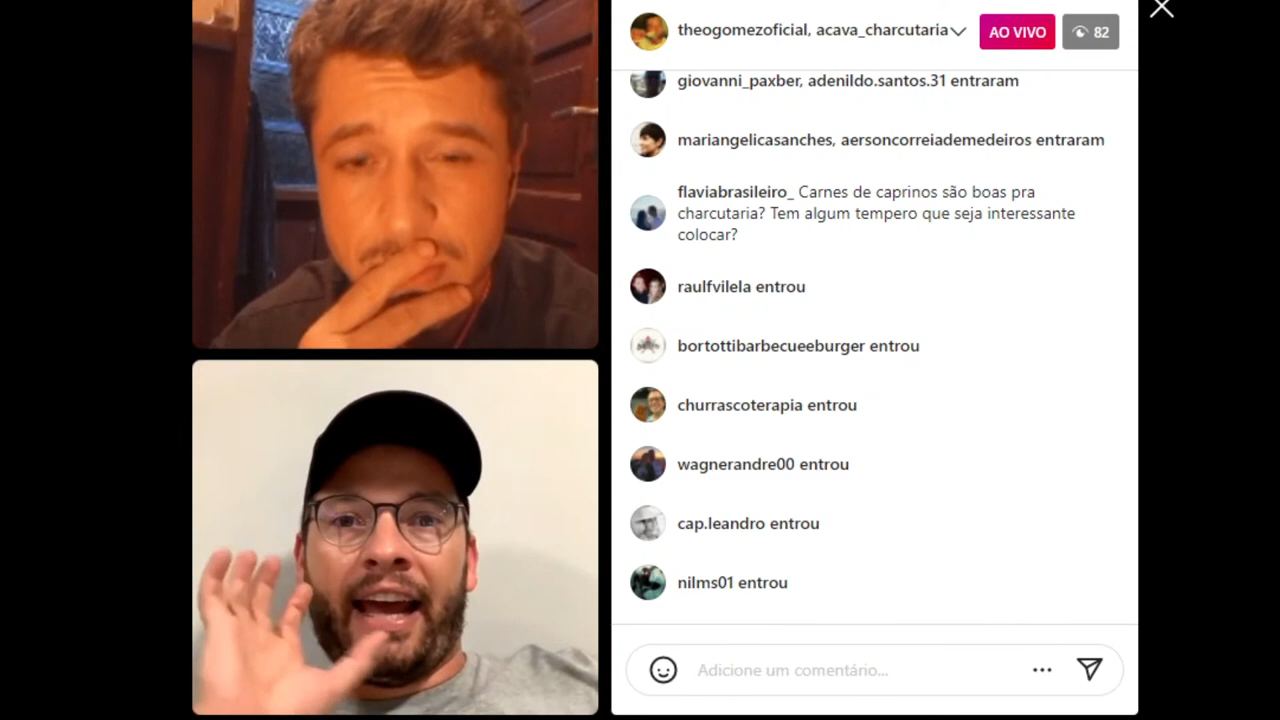 theogomezoficial, acava_charcutaria
AO VIVO
82
giovanni_paxber, adenildo.santos.31 entraram
mariangelicasanches, aersoncorreiademedeiros entraram
flaviabrasileiro_ Carnes de caprinos são boas pra
charcutaria? Tem algum tempero que seja interessante
colocar?
raulfvilela entrou
bortottibarbecueeburger entrou
churrascoterapia entrou
wagnerandre00 entrou
cap.leandro entrou
nilms01 entrou
Adicione um comentário...